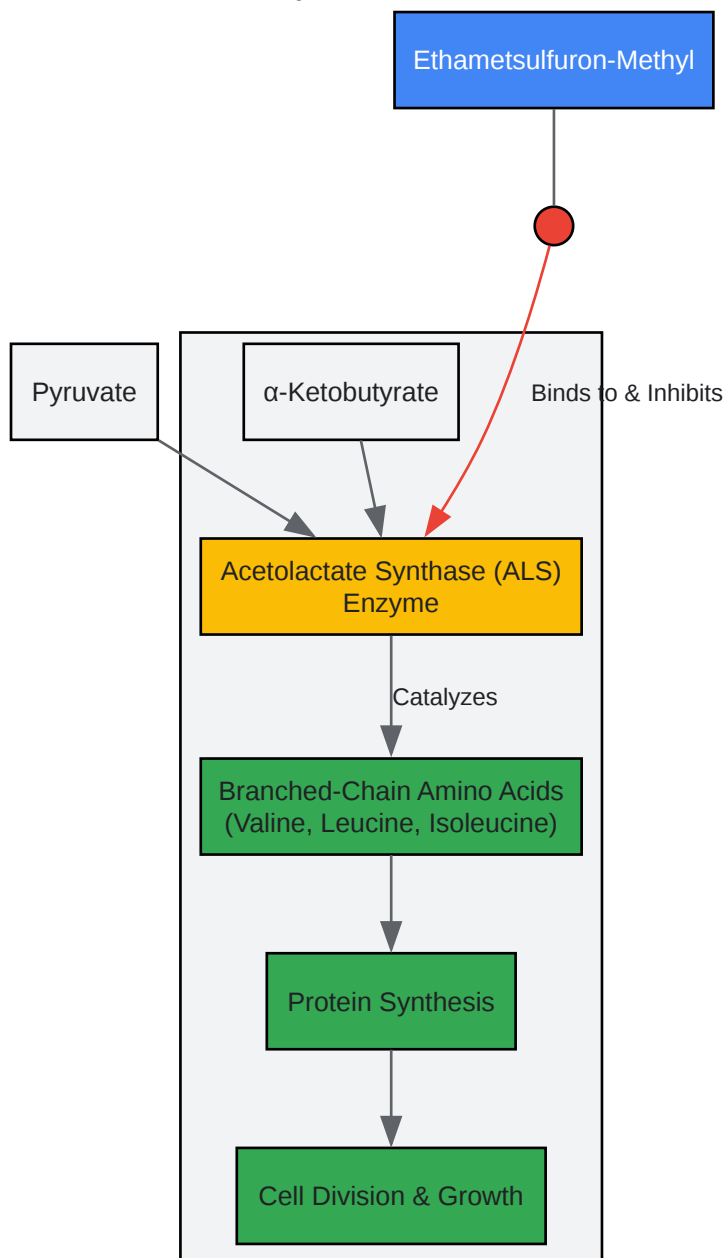 Ethametsulfuron-Methyl
Pyruvate
α-Ketobutyrate
Binds to & Inhibits
Acetolactate Synthase (ALS)
Enzyme
Catalyzes
Branched-Chain Amino Acids
(Valine, Leucine, Isoleucine)
Protein Synthesis
Cell Division & Growth